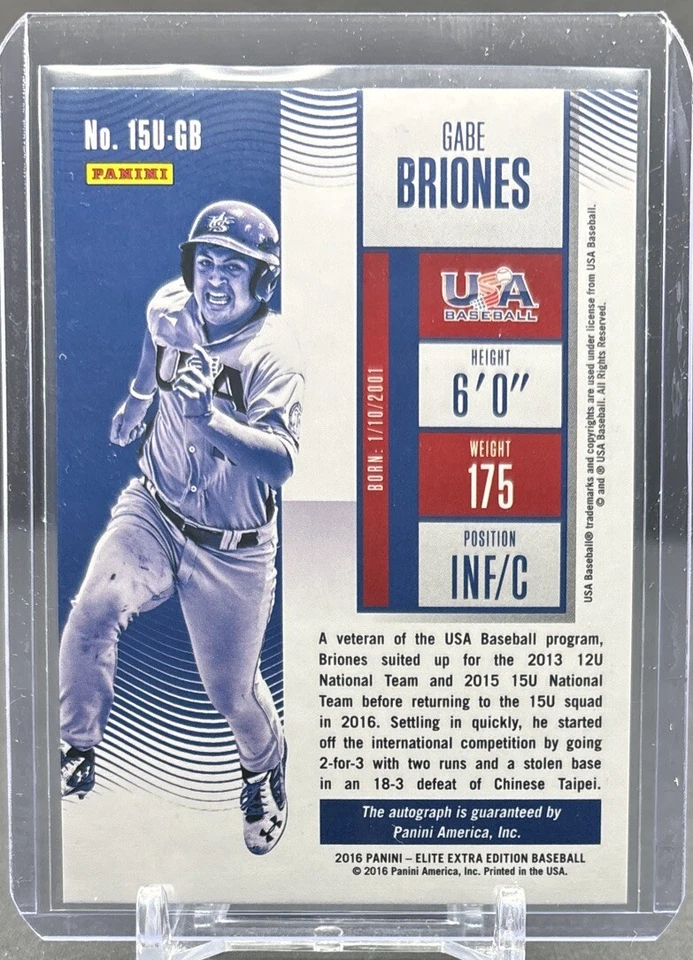 No. 15U-GB
PANINI
GABE
BRIONES
USA
BASEBALL
HEIGHT
6'0"
WEIGHT
175
POSITION
INF/C
BORN: 1/10/2001
USA Baseball® trademarks and copyrights are used under license from USA Baseball.
© and ® USA Baseball. All Rights Reserved.
USA
A veteran of the USA Baseball program,
Briones suited up for the 2013 12U
National Team and 2015 15U National
Team before returning to the 15U squad
in 2016. Settling in quickly, he started
off the international competition by going
2-for-3 with two runs and a stolen base
in an 18-3 defeat of Chinese Taipei.
The autograph is guaranteed by
Panini America, Inc.
2016 PANINI – ELITE EXTRA EDITION BASEBALL
© 2016 Panini America, Inc. Printed in the USA.